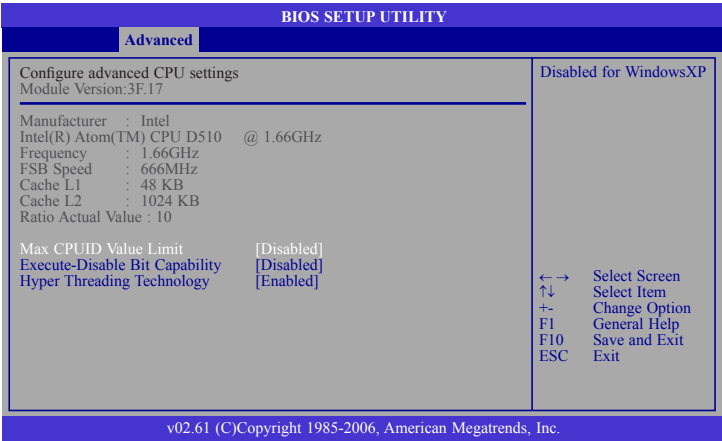 BIOS SETUP UTILITY
Advanced
Configure advanced CPU settings
Module Version:3F.17
Manufacturer : Intel
Intel(R) Atom(TM) CPU D510 @ 1.66GHz
Frequency : 1.66GHz
FSB Speed : 666MHz
Cache L1 : 48 KB
Cache L2 : 1024 KB
Ratio Actual Value : 10
Max CPUID Value Limit [Disabled]
Execute-Disable Bit Capability [Disabled]
Hyper Threading Technology [Enabled]
Disabled for WindowsXP
←→ Select Screen
↑↓ Select Item
+- Change Option
F1 General Help
F10 Save and Exit
ESC Exit
v02.61 (C)Copyright 1985-2006, American Megatrends, Inc.